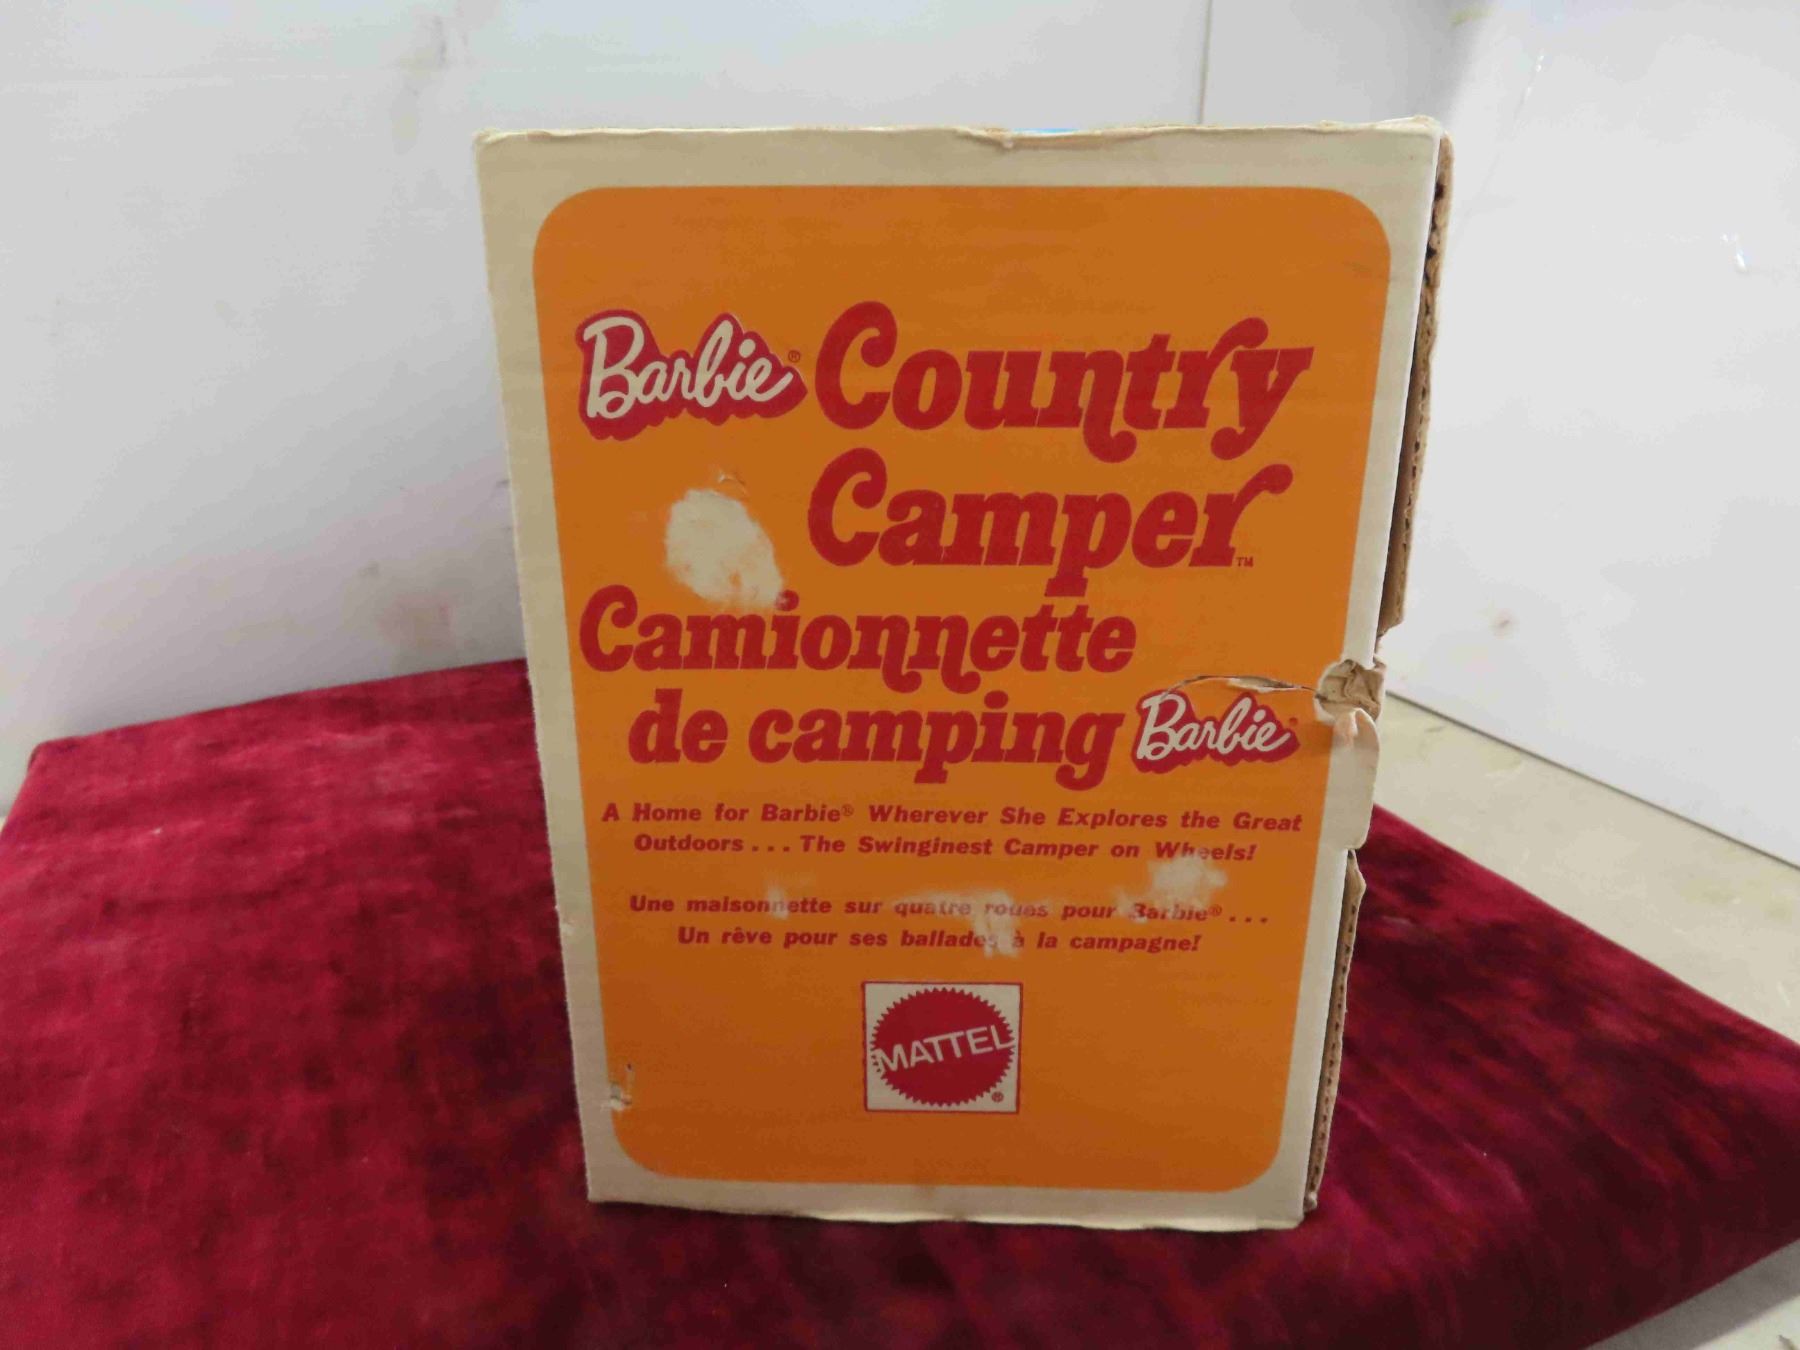 Barbie® Country
Camper™
Camionnette
de camping Barbie®
A Home for Barbie® Wherever She Explores the Great
Outdoors . . . The Swinginest Camper on Wheels!
Une maisonnette sur quatre roues pour Barbie® . . .
Un rêve pour ses ballades à la campagne!
MATTEL®